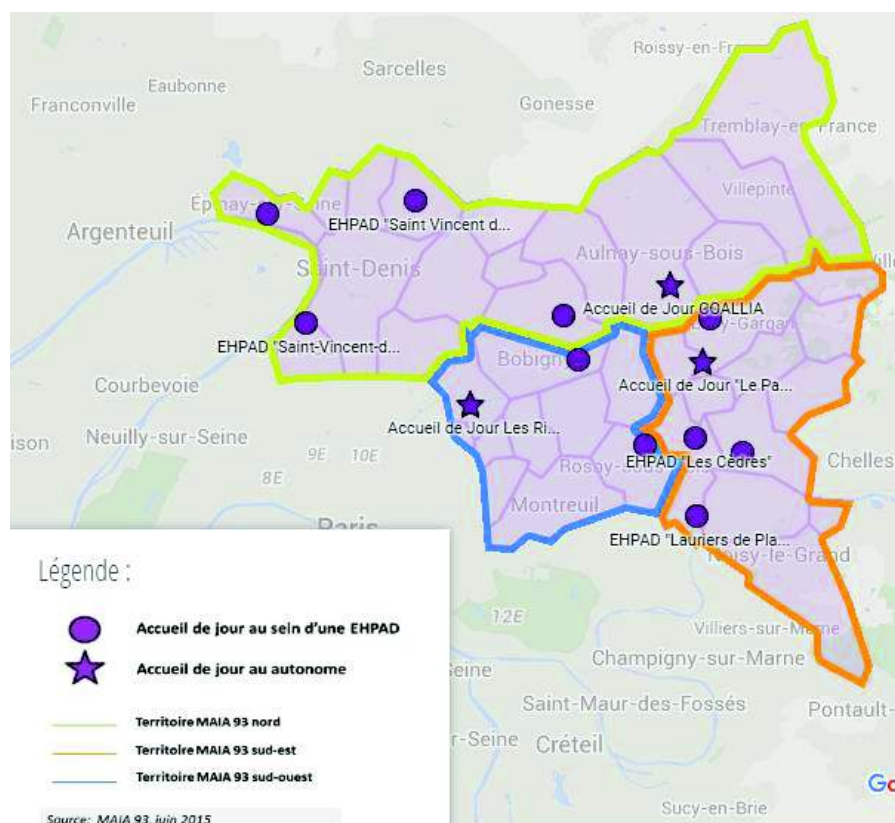 Roissy-en-Fr
Sarcelles
Eaubonne
Franconville
Gonesse
Tremblay-en-France
Villepinte
Argenteuil
EHPAD "Saint Vincent d...
Aulnay-sous-Bois
Saint-Denis
Accueil de Jour COALLIA
EHPAD "Saint-Vincent-d...
Bobigny
Accueil de Jour "Le Pa...
Courbevoie
Accueil de Jour Les Ri...
Neuilly-sur-Seine
9E
10E
EHPAD "Les Cèdres"
Chelles
8E
Montreuil
Paris
EHPAD "Lauriers de Pla...
Noisy-le-Grand
12E
Villiers-sur-Marne
Champigny-sur-Marne
Saint-Maur-des-Fossés
Pontault-
r-Seine
Créteil
Sucy-en-Brie
Légende :
Accueil de jour au sein d'une EHPAD
Accueil de jour au autonome
Territoire MAIA 93 nord
Territoire MAIA 93 sud-est
Territoire MAIA 93 sud-ouest
Source: MAIA 93, juin 2015